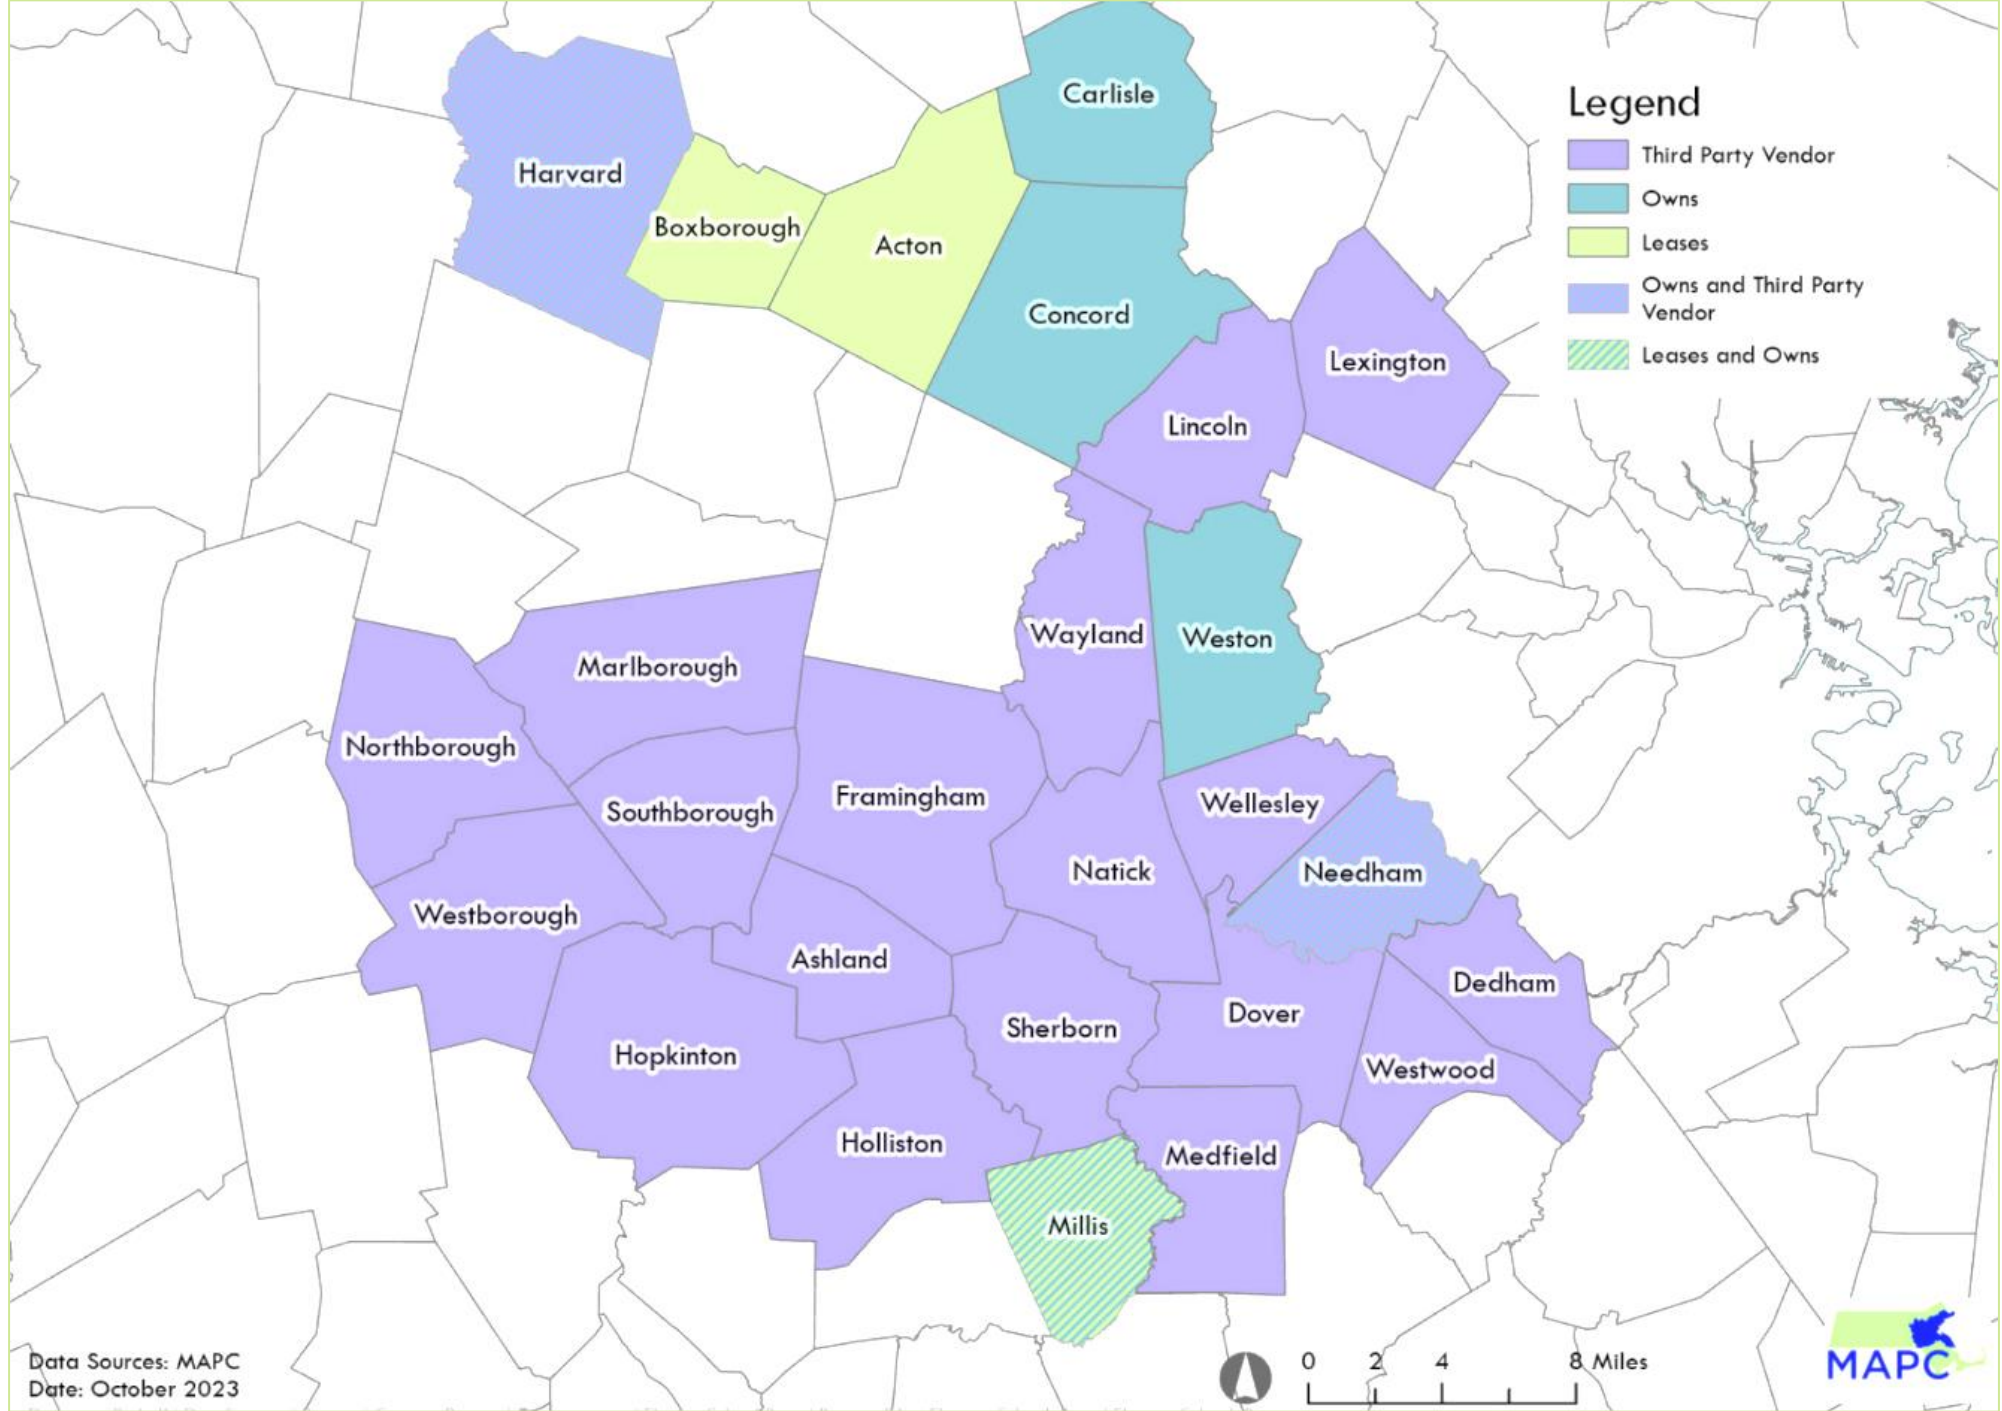 Carlisle
Legend
Third Party Vendor
Harvard
Owns
Boxborough
Acton
Leases
Owns and Third Party
Vendor
Concord
Lexington
Leases and Owns
Lincoln
Wayland
Weston
Marlborough
Northborough
Framingham
Wellesley
Southborough
Natick
Needham
Westborough
Ashland
Dedham
Dover
Sherborn
Hopkinton
Westwood
Holliston
Medfield
Millis
Data Sources: MAPC
Date: October 2023
0 2 4 8 Miles
MAPC